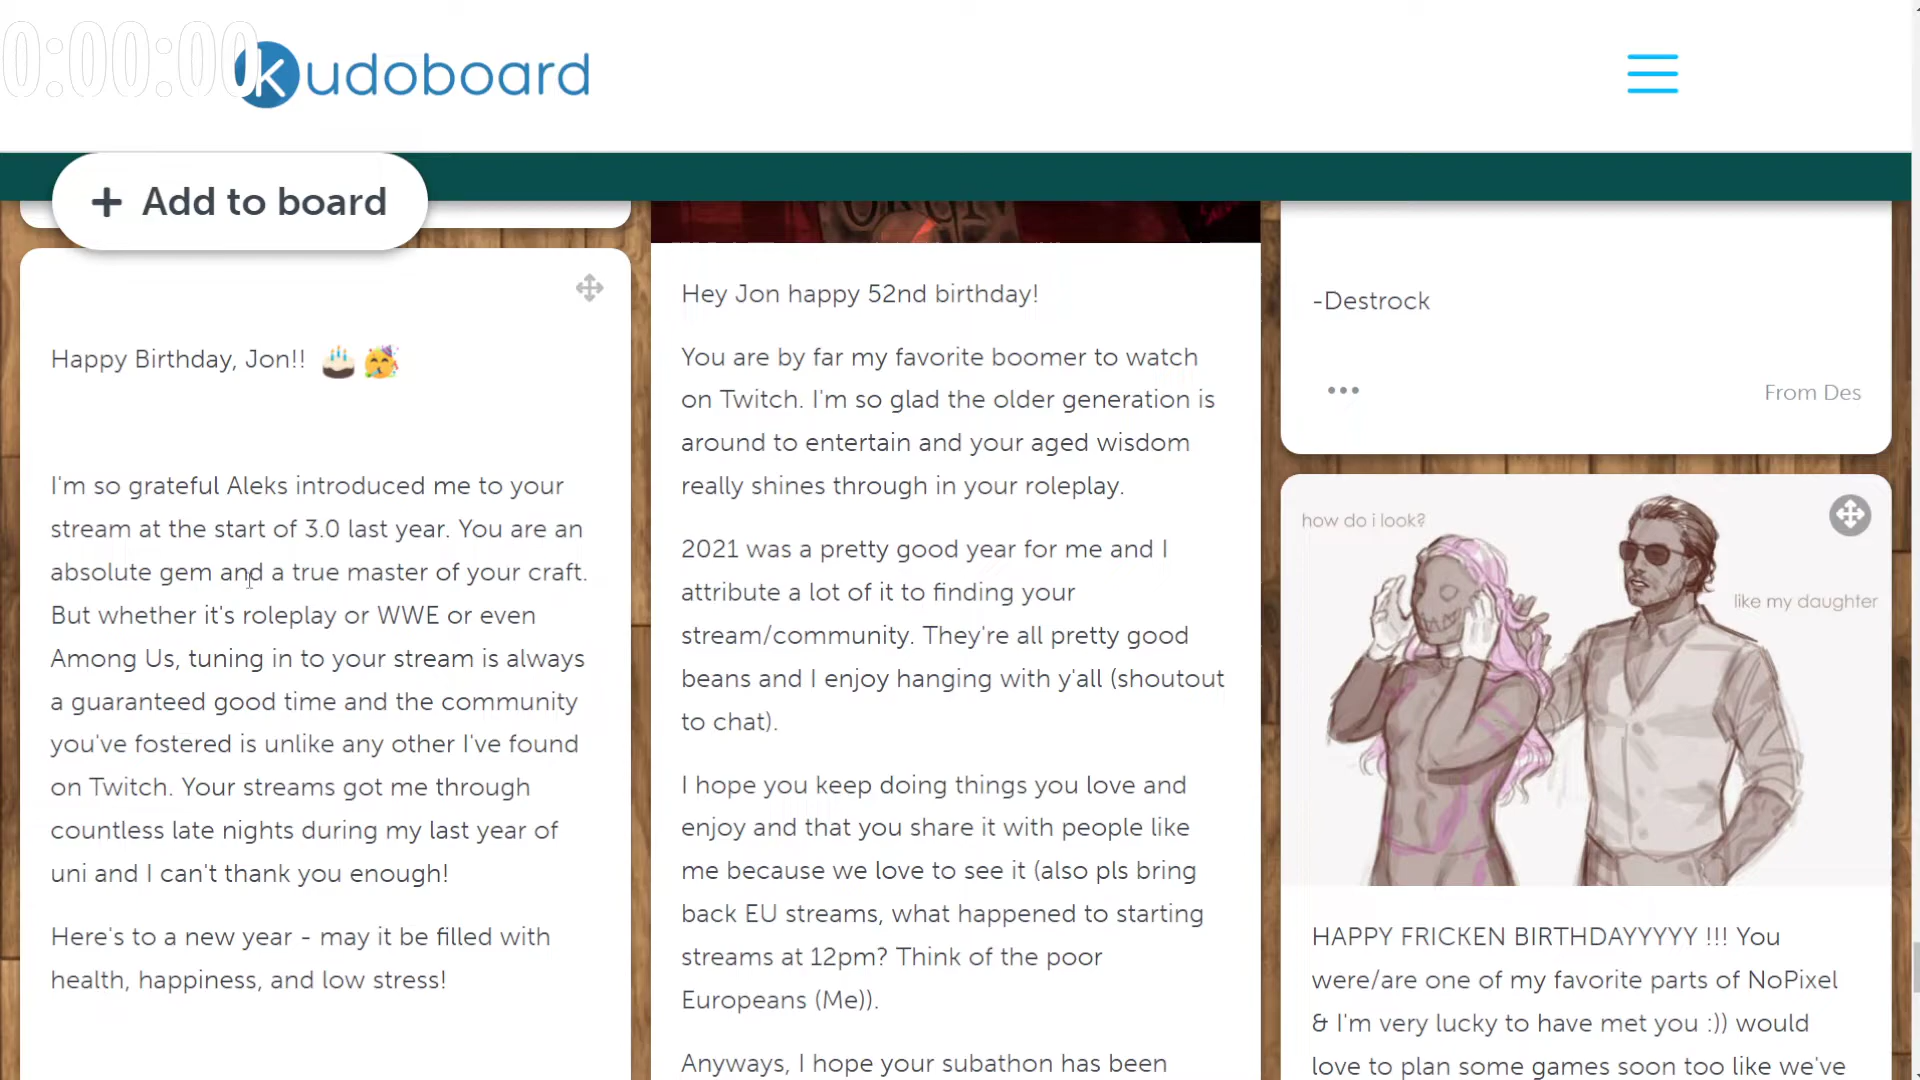 0:00:00
kudoboard
+ Add to board
Happy Birthday, Jon!! 🎂🥳
I'm so grateful Aleks introduced me to your
stream at the start of 3.0 last year. You are an
absolute gem and a true master of your craft.
But whether it's roleplay or WWE or even
Among Us, tuning in to your stream is always
a guaranteed good time and the community
you've fostered is unlike any other I've found
on Twitch. Your streams got me through
countless late nights during my last year of
uni and I can't thank you enough!
Here's to a new year - may it be filled with
health, happiness, and low stress!
Hey Jon happy 52nd birthday!
You are by far my favorite boomer to watch
on Twitch. I'm so glad the older generation is
around to entertain and your aged wisdom
really shines through in your roleplay.
2021 was a pretty good year for me and I
attribute a lot of it to finding your
stream/community. They're all pretty good
beans and I enjoy hanging with y'all (shoutout
to chat).
I hope you keep doing things you love and
enjoy and that you share it with people like
me because we love to see it (also pls bring
back EU streams, what happened to starting
streams at 12pm? Think of the poor
Europeans (Me)).
Anyways, I hope your subathon has been
-Destrock
•••
From Des
how do i look?
like my daughter
HAPPY FRICKEN BIRTHDAYYYYY !!! You
were/are one of my favorite parts of NoPixel
& I'm very lucky to have met you :)) would
love to plan some games soon too like we've